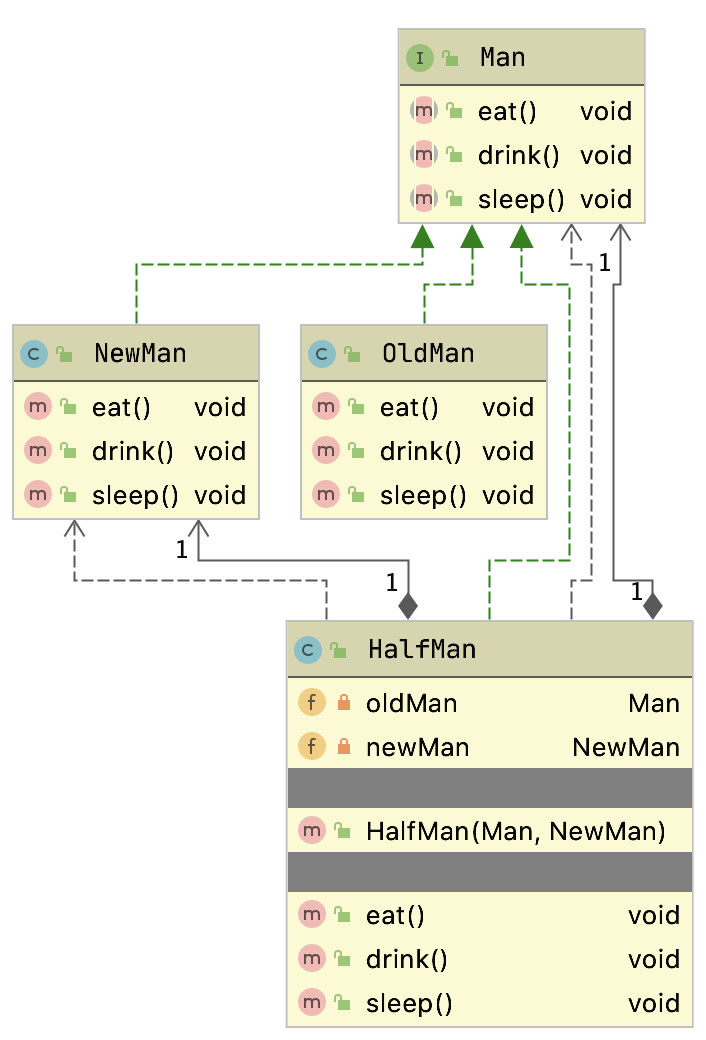 I Man
m eat() void
m drink() void
m sleep() void
1
C NewMan
m eat() void
m drink() void
m sleep() void
C OldMan
m eat() void
m drink() void
m sleep() void
1
1
1
C HalfMan
f oldMan Man
f newMan NewMan
m HalfMan(Man, NewMan)
m eat() void
m drink() void
m sleep() void